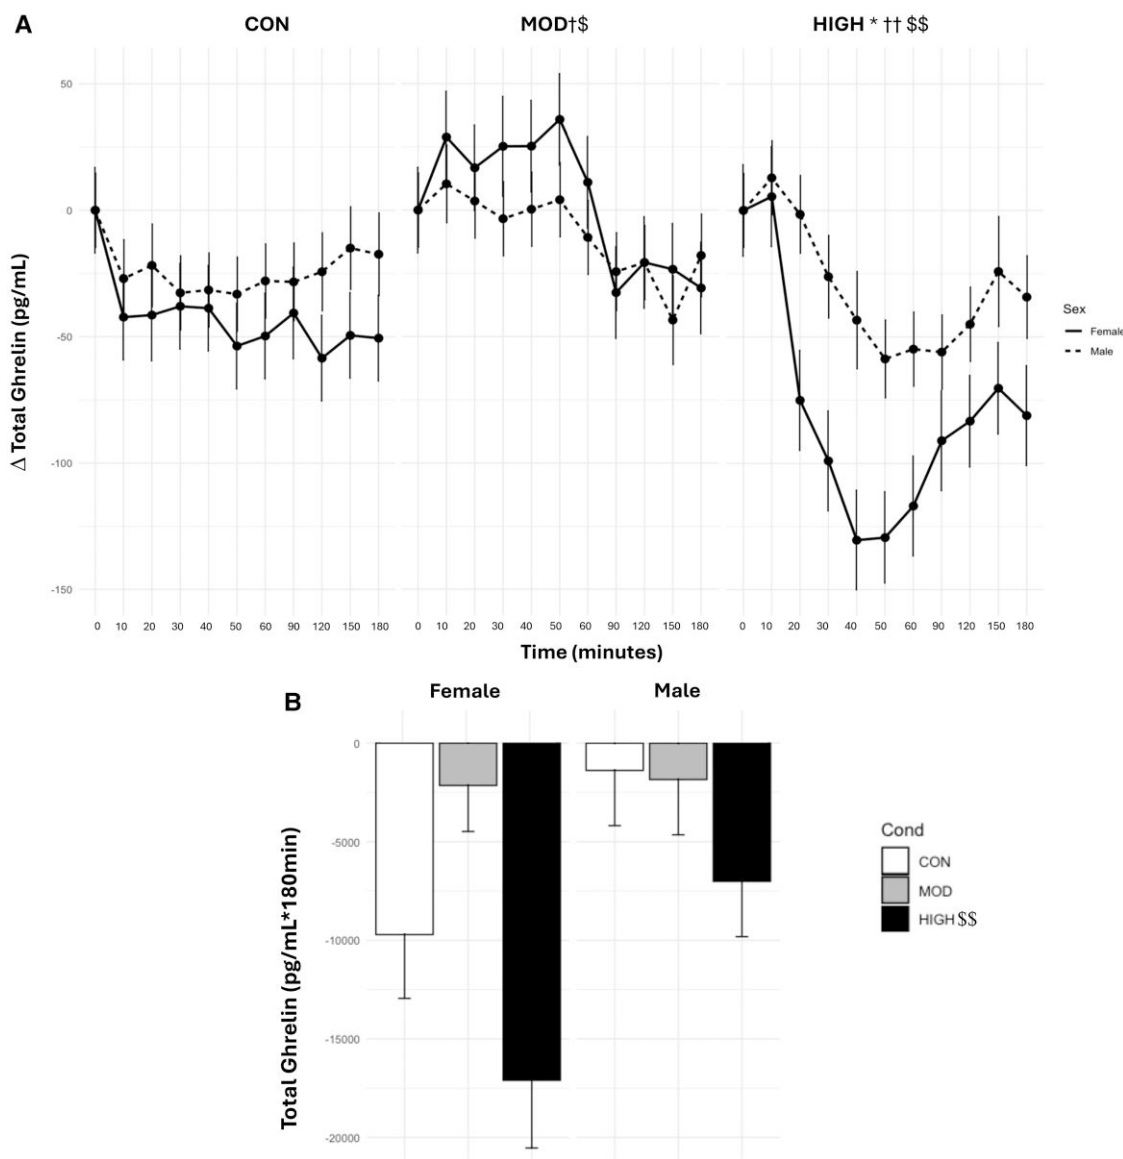 A
CON
MOD†$
HIGH * †† $$
50
0
-50
-100
-150
Δ Total Ghrelin (pg/mL)
Sex
Female
Male
0 10 20 30 40 50 60 90 120 150 180
0 10 20 30 40 50 60 90 120 150 180
0 10 20 30 40 50 60 90 120 150 180
Time (minutes)
B
Female
Male
0
-5000
-10000
-15000
-20000
Total Ghrelin (pg/mL*180min)
Cond
CON
MOD
HIGH $$